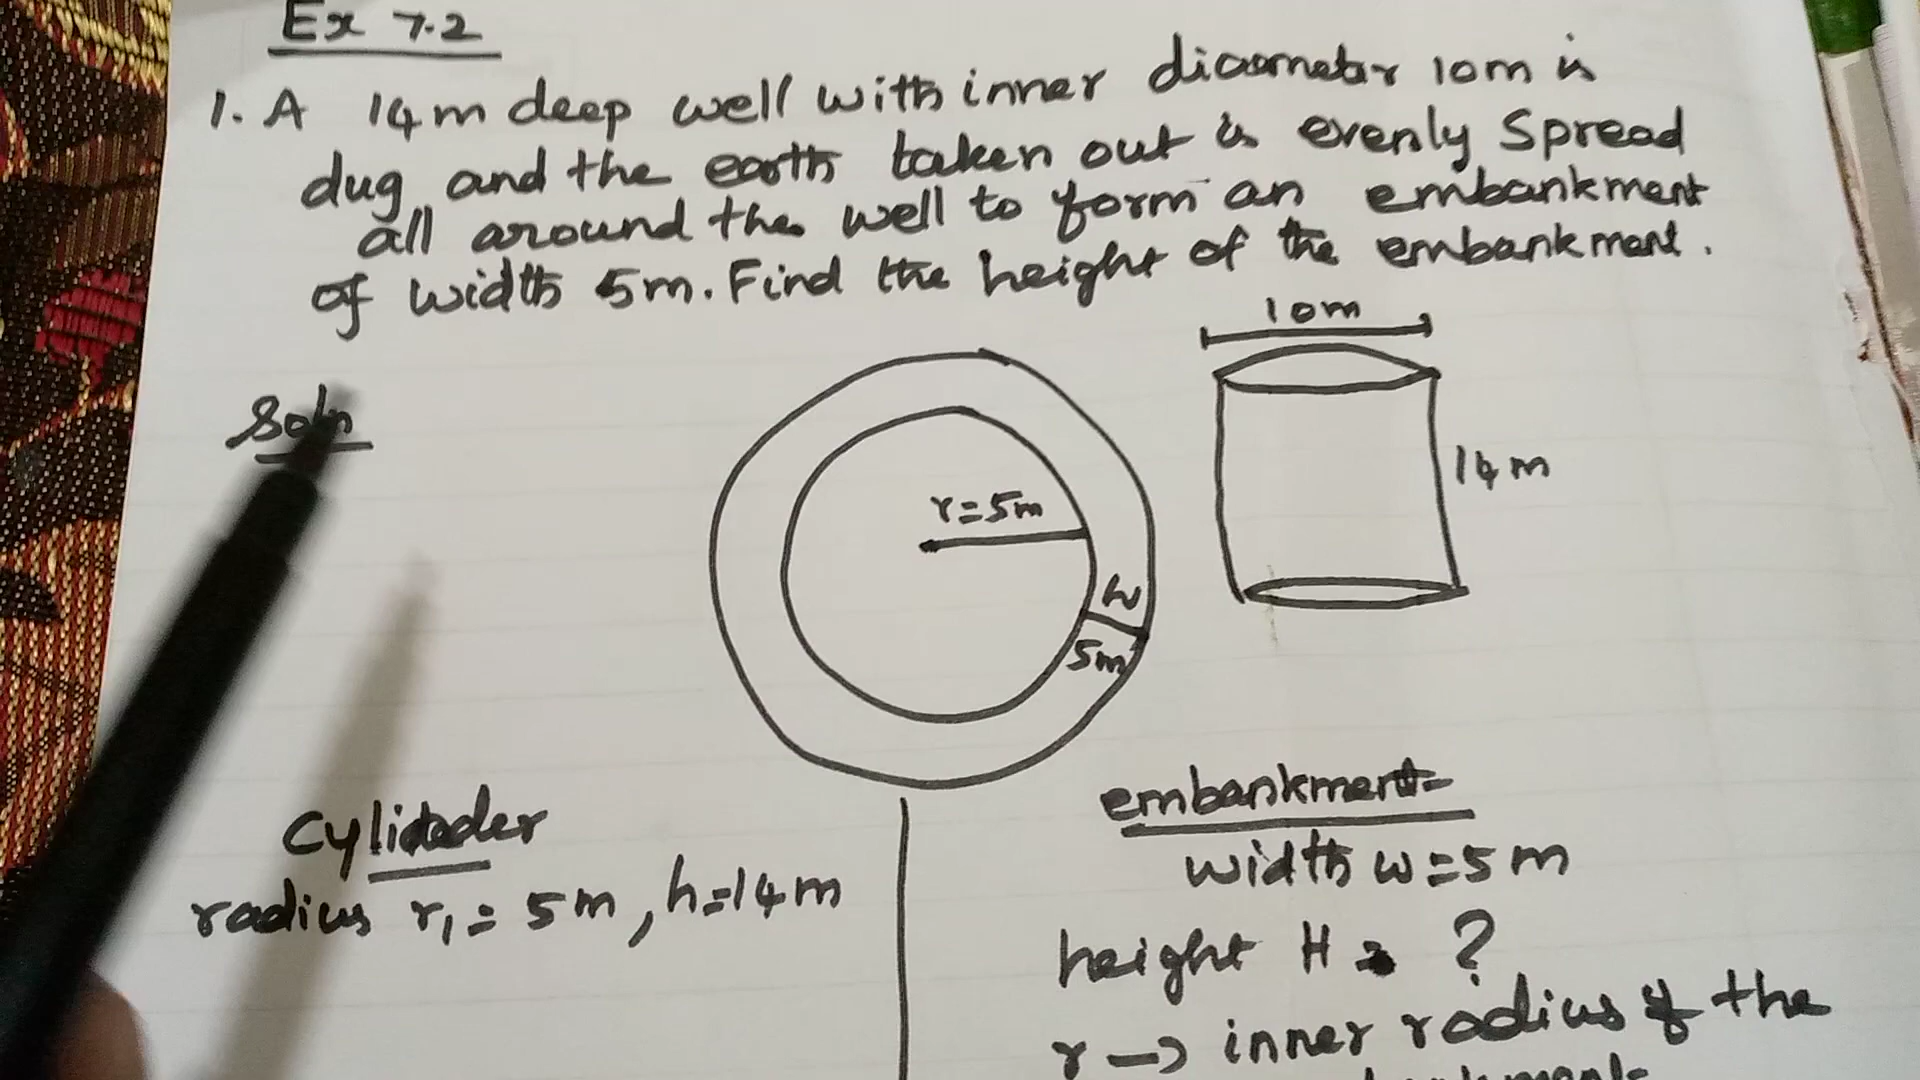 Ex 7.2
1. A 14m deep well with inner diameter 10m is
dug and the earth taken out is evenly spread
all around the well to form an embankment
of width 5m. Find the height of the embankment.
10m
Soln
14m
r=5m
w
5m
embankment
Cylinder
width w=5m
radius r₁=5m, h=14m
height H = ?
r → inner radius of the